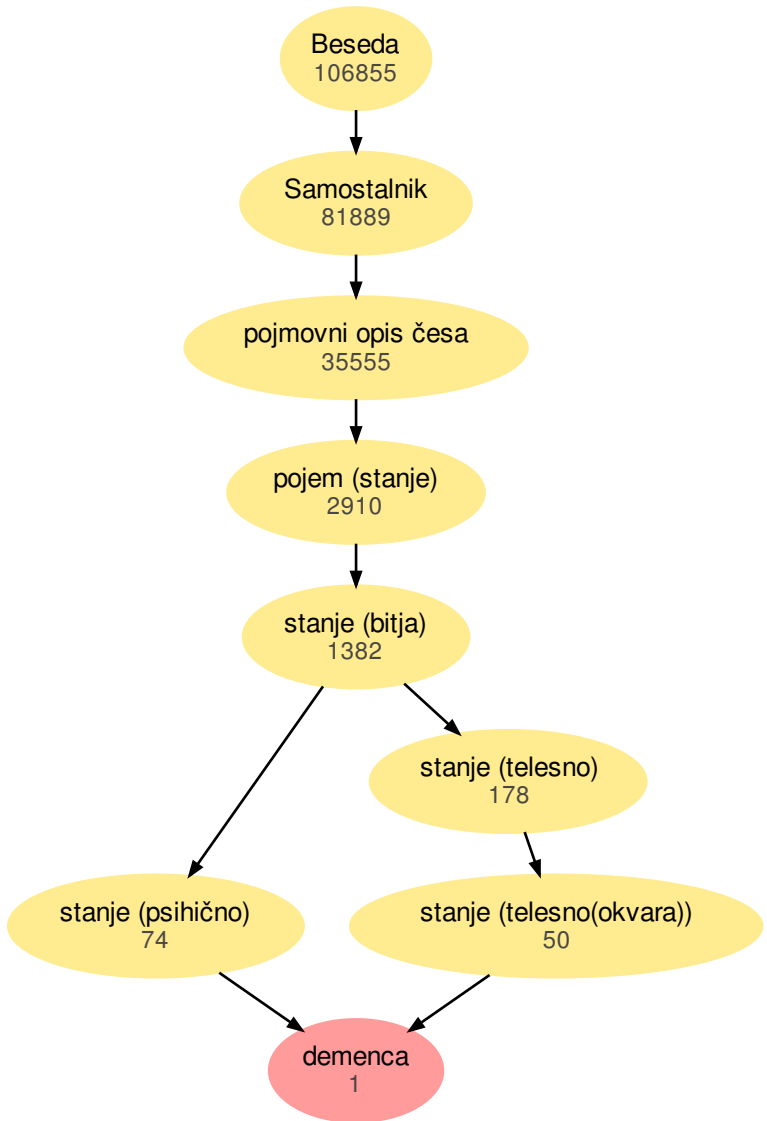 Beseda
106855
Samostalnik
81889
pojmovni opis česa
35555
pojem (stanje)
2910
stanje (bitja)
1382
stanje (telesno)
178
stanje (psihično)
74
stanje (telesno(okvara))
50
demenca
1